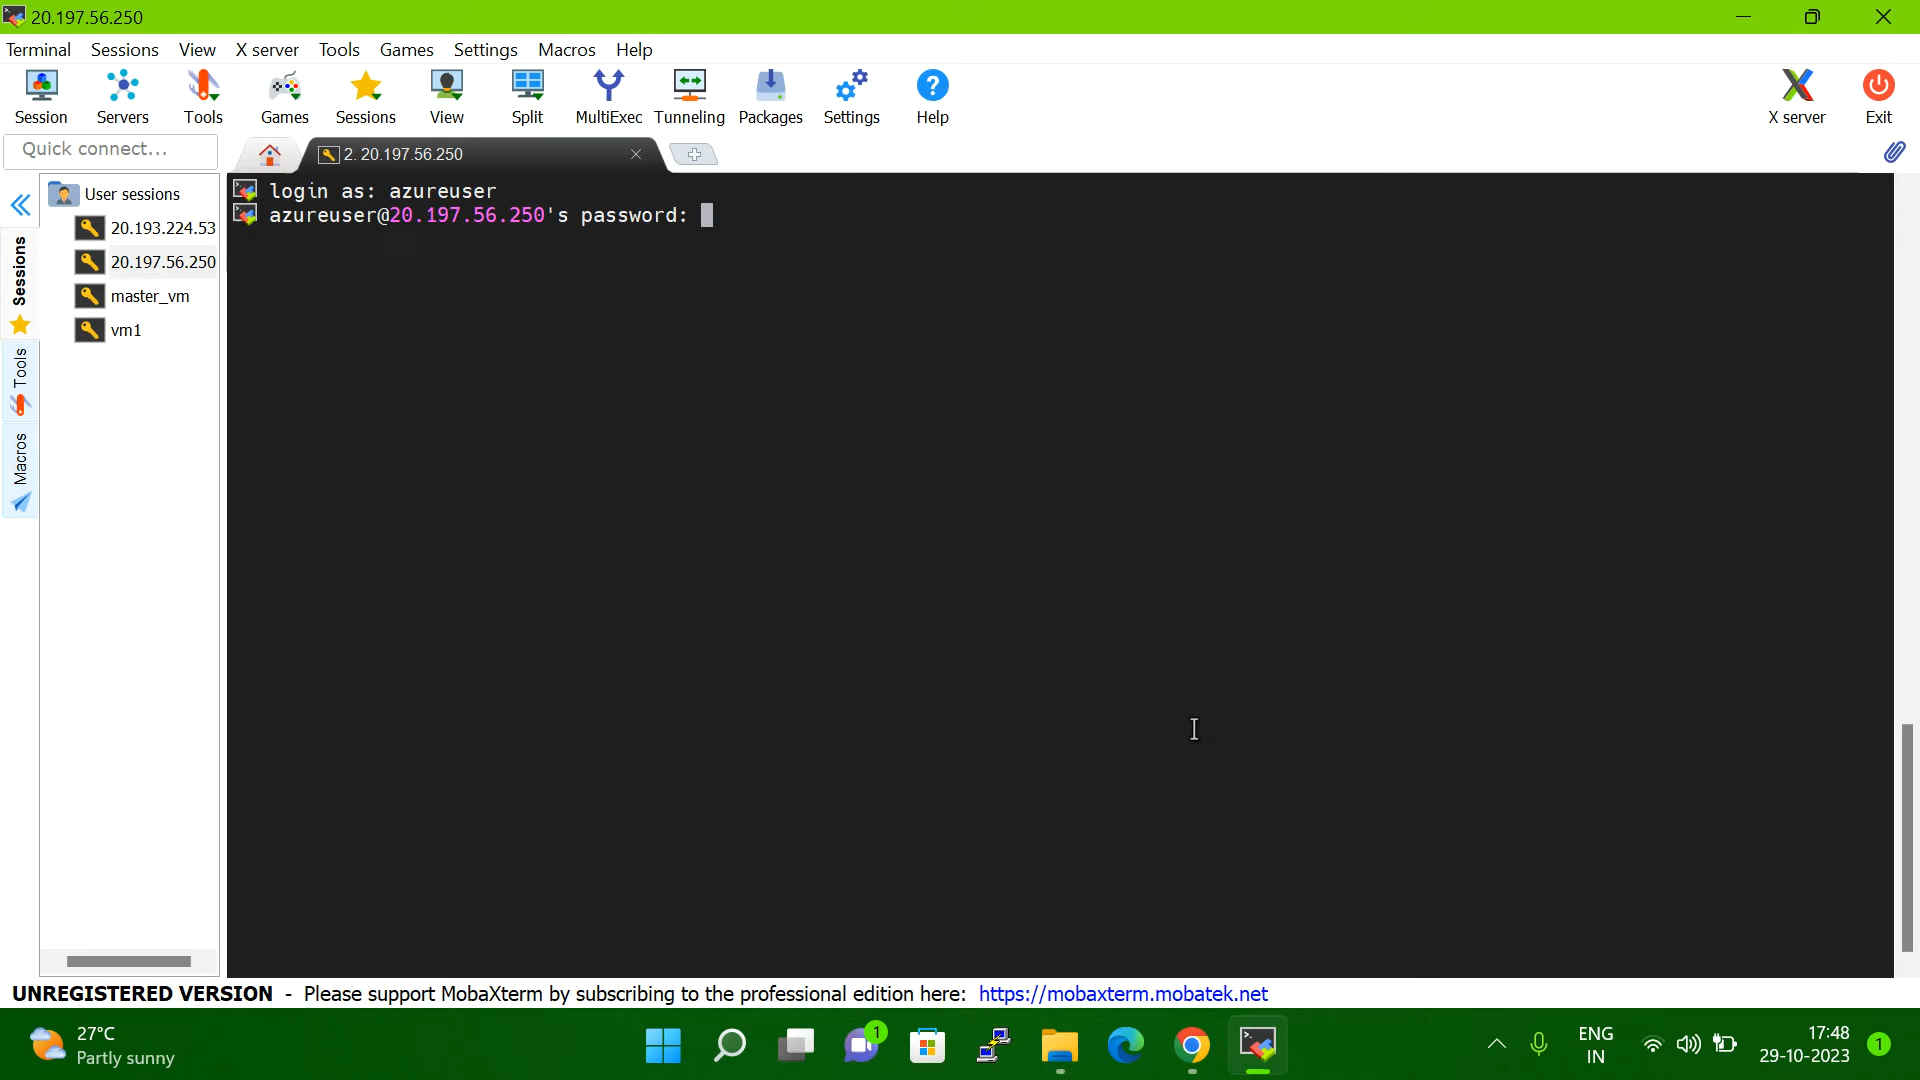 20.197.56.250
Terminal Sessions View X server Tools Games Settings Macros Help
Session Servers Tools Games Sessions View Split MultiExec Tunneling Packages Settings Help X server Exit
Quick connect...
2. 20.197.56.250
Sessions
Tools
Macros
User sessions
20.193.224.53
20.197.56.250
master_vm
vm1
login as: azureuser
azureuser@20.197.56.250's password:
UNREGISTERED VERSION - Please support MobaXterm by subscribing to the professional edition here: https://mobaxterm.mobatek.net
27°C
Partly sunny
1
ENG
IN
17:48
29-10-2023
1